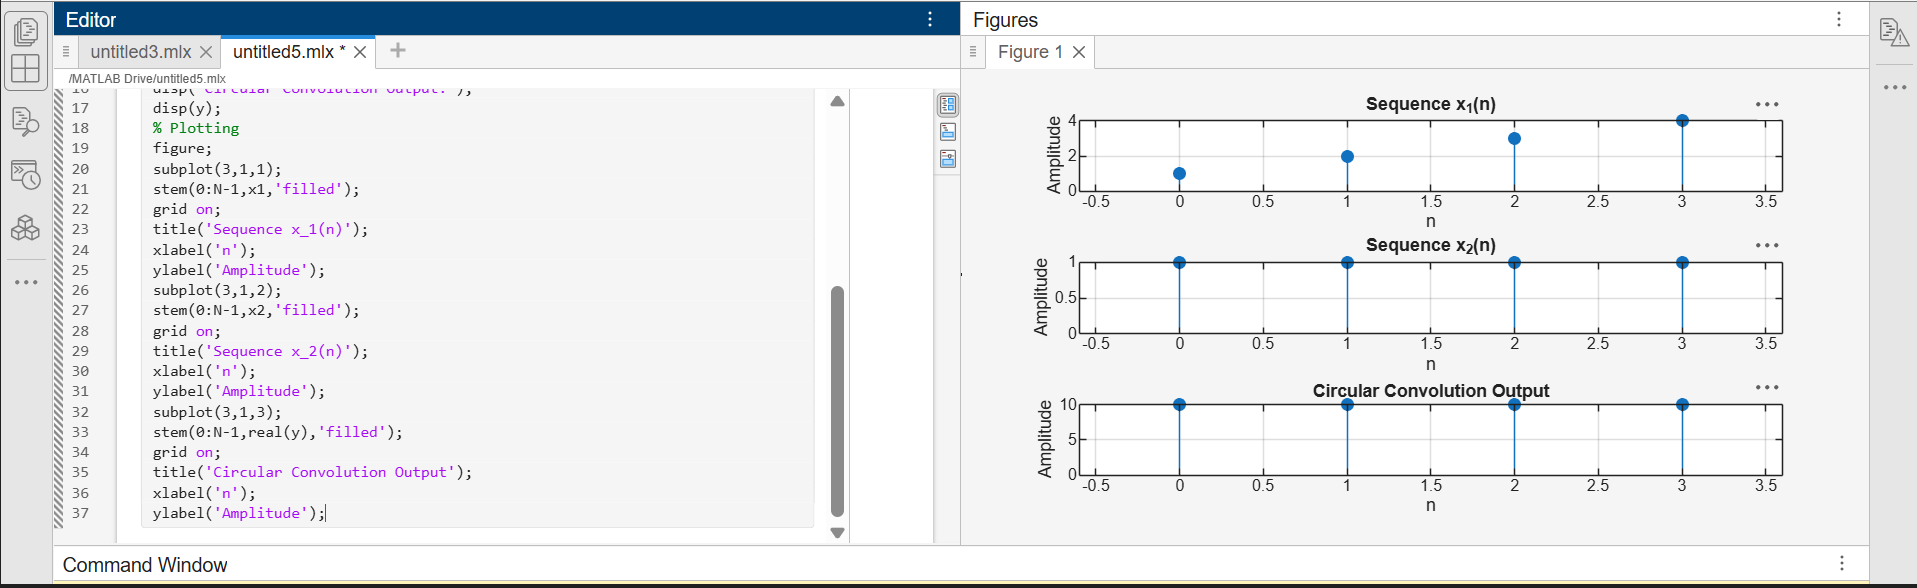 Editor
untitled3.mlx
untitled5.mlx *
/MATLAB Drive/untitled5.mlx
16 disp('Circular Convolution Output:');
17 disp(y);
18 % Plotting
19 figure;
20 subplot(3,1,1);
21 stem(0:N-1,x1,'filled');
22 grid on;
23 title('Sequence x_1(n)');
24 xlabel('n');
25 ylabel('Amplitude');
26 subplot(3,1,2);
27 stem(0:N-1,x2,'filled');
28 grid on;
29 title('Sequence x_2(n)');
30 xlabel('n');
31 ylabel('Amplitude');
32 subplot(3,1,3);
33 stem(0:N-1,real(y),'filled');
34 grid on;
35 title('Circular Convolution Output');
36 xlabel('n');
37 ylabel('Amplitude');
Figures
Figure 1
Sequence x₁(n)
Amplitude
4
2
0
-0.5 0 0.5 1 1.5 2 2.5 3 3.5
n
Sequence x₂(n)
Amplitude
1
0.5
0
-0.5 0 0.5 1 1.5 2 2.5 3 3.5
n
Circular Convolution Output
Amplitude
10
5
0
-0.5 0 0.5 1 1.5 2 2.5 3 3.5
n
Command Window